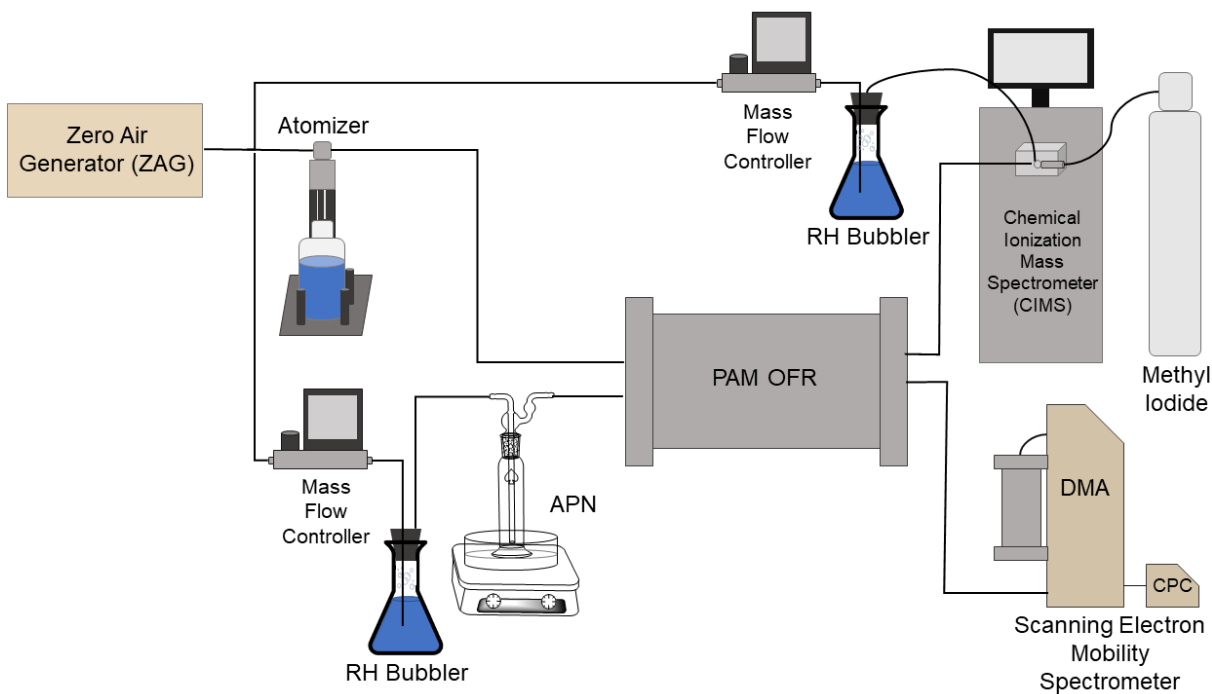 Zero Air
Generator (ZAG)
Atomizer
Mass
Flow
Controller
RH Bubbler
Chemical
Ionization
Mass
Spectrometer
(CIMS)
Methyl
Iodide
PAM OFR
Mass
Flow
Controller
RH Bubbler
APN
DMA
CPC
Scanning Electron
Mobility
Spectrometer